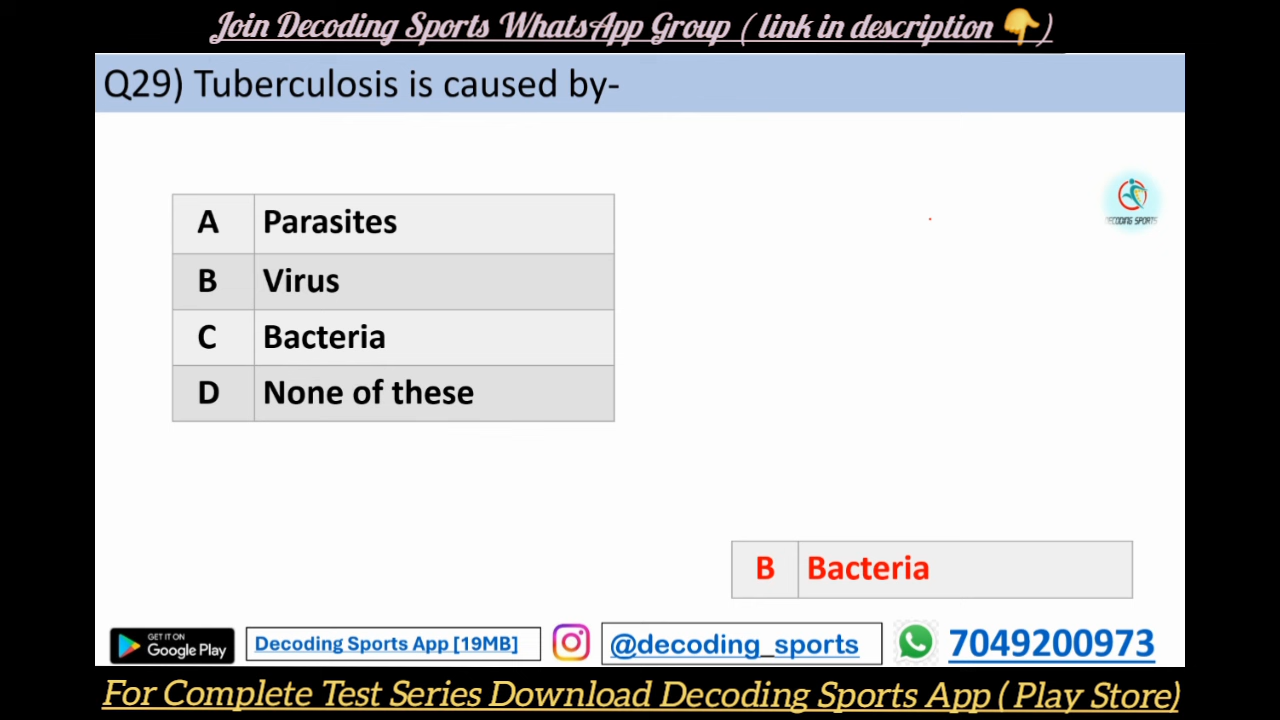 Join Decoding Sports WhatsApp Group ( link in description 👇)
Q29) Tuberculosis is caused by-
A Parasites
B Virus
C Bacteria
D None of these
DECODING SPORTS
B Bacteria
GET IT ON
Google Play
Decoding Sports App [19MB]
@decoding_sports
7049200973
For Complete Test Series Download Decoding Sports App ( Play Store)